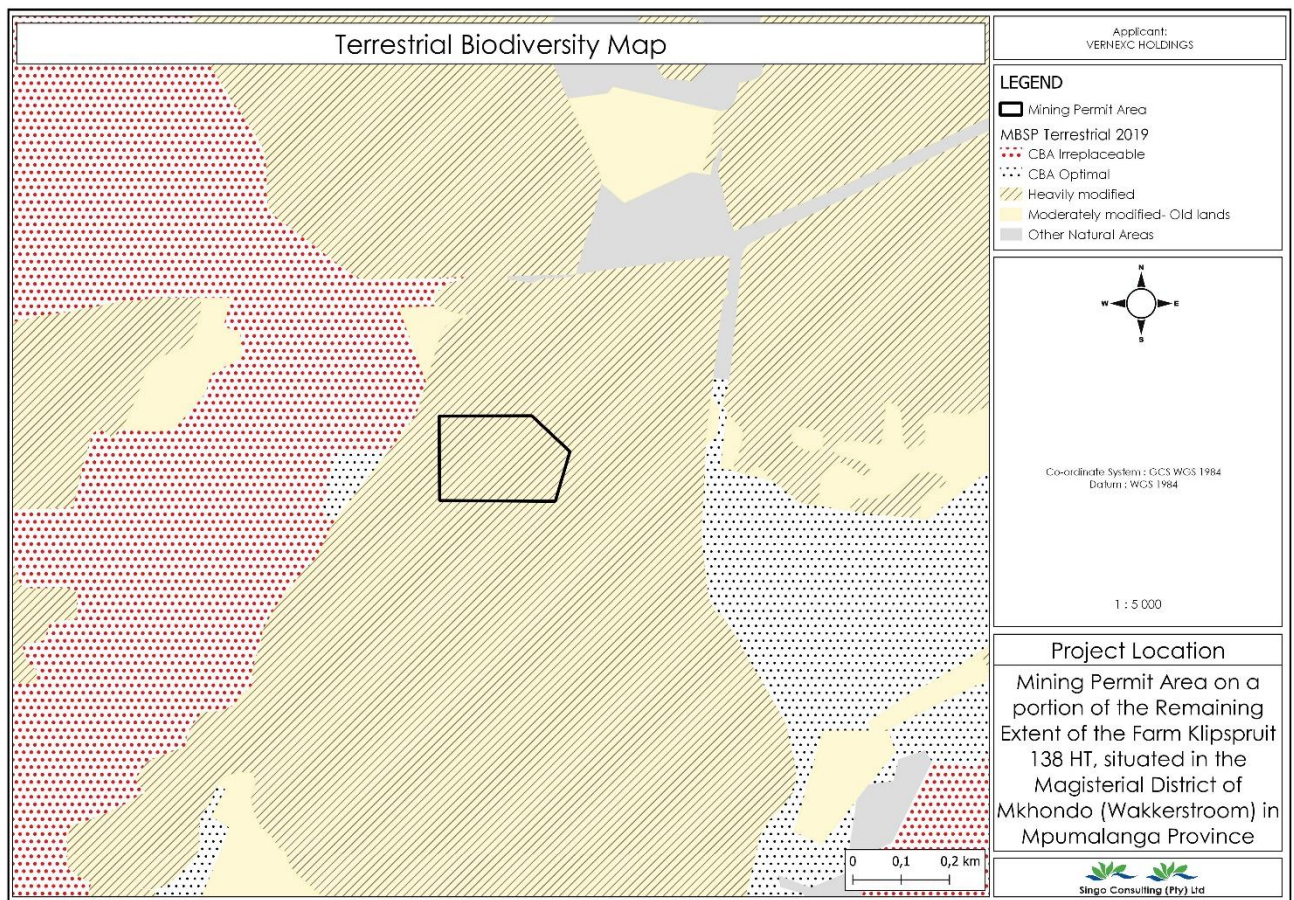 Terrestrial Biodiversity Map
Applicant:
VERNEXC HOLDINGS
LEGEND
Mining Permit Area
MBSP Terrestrial 2019
CBA Irreplaceable
CBA Optimal
Heavily modified
Moderately modified- Old lands
Other Natural Areas
N
W E
S
Co-ordinate System : GCS WGS 1984
Datum : WGS 1984
1 : 5 000
Project Location
Mining Permit Area on a
portion of the Remaining
Extent of the Farm Klipspruit
138 HT, situated in the
Magisterial District of
Mkhondo (Wakkerstroom) in
Mpumalanga Province
0 0,1 0,2 km
Singo Consulting (Pty) Ltd